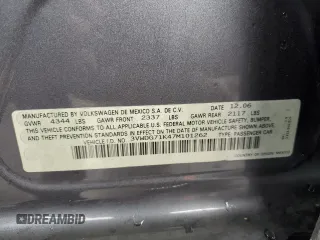 MANUFACTURED BY VOLKSWAGEN DE MEXICO S.A. DE C.V. 12.06
GVWR 4344 LBS GAWR FRONT 2337 LBS GAWR REAR 2117 LBS
THIS VEHICLE CONFORMS TO ALL APPLICABLE U.S. FEDERAL MOTOR VEHICLE SAFETY, BUMPER,
AND THEFT PREVENTION STANDARDS IN EFFECT ON THE DATE OF MANUFACTURE SHOWN ABOVE.
VEHICLE IDENT. NO.: 3VWDG71K47M101262 TYPE: PASSENGER CAR
DREAMBID